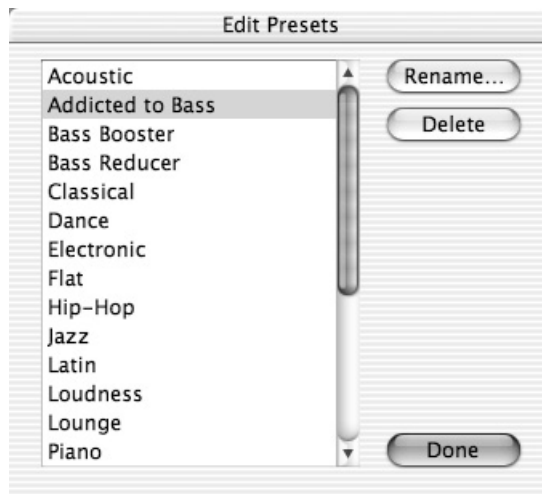 Edit Presets
Acoustic
Addicted to Bass
Bass Booster
Bass Reducer
Classical
Dance
Electronic
Flat
Hip-Hop
Jazz
Latin
Loudness
Lounge
Piano
Rename...
Delete
Done